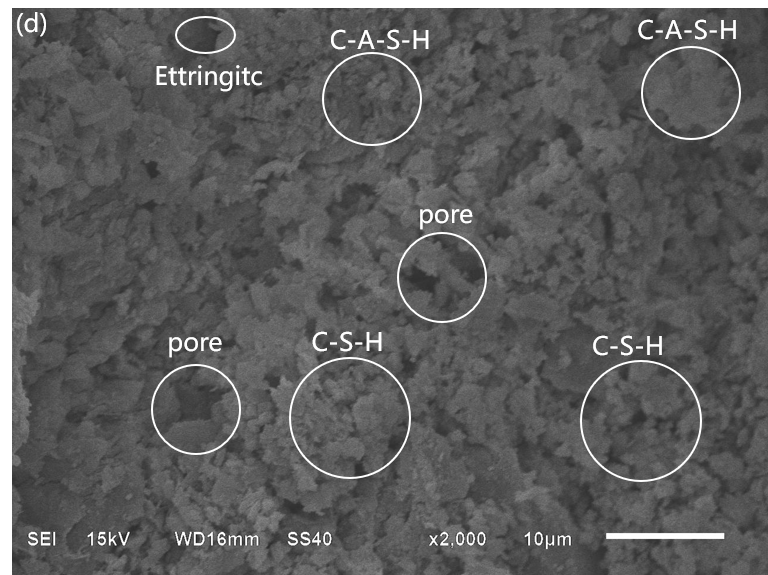 (d)
C-A-S-H
C-A-S-H
Ettringitc
pore
pore
C-S-H
C-S-H
SEI 15kV WD16mm SS40 x2,000 10μm